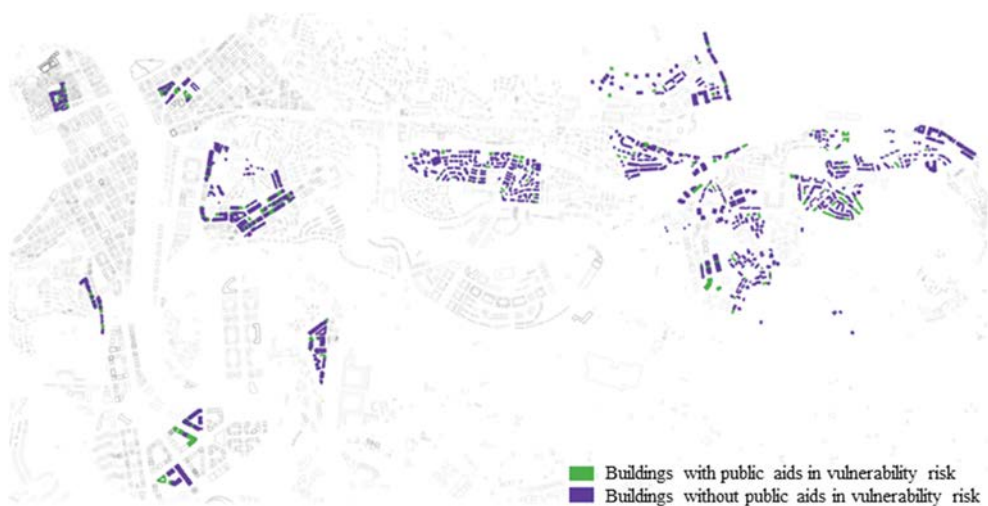 Buildings with public aids in vulnerability risk
Buildings without public aids in vulnerability risk